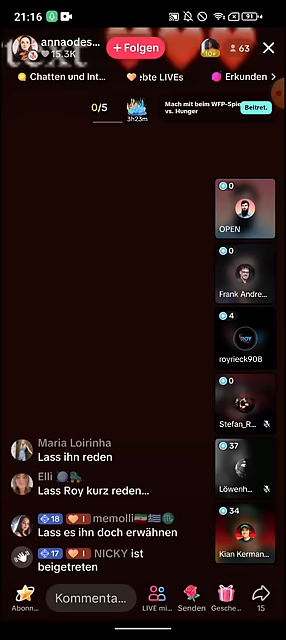 21:16
91
annaodes...
15.3K
+ Folgen
10+
63
Chatten und Int...
ebte LIVEs
Erkunden
0/5
3h23m
Mach mit beim WFP-Spie
vs. Hunger
Beitret.
0
OPEN
0
Frank Andre...
4
royrieck908
0
Stefan_R...
37
Löwenh...
34
Kian Kerman...
Maria Loirinha
Lass ihn reden
Elli
Lass Roy kurz reden...
18 I memolli
Lass es ihn doch erwähnen
17 I NICKY ist
beigetreten
Kommenta...
Abonn...
LIVE mi...
Senden
Gesche...
15